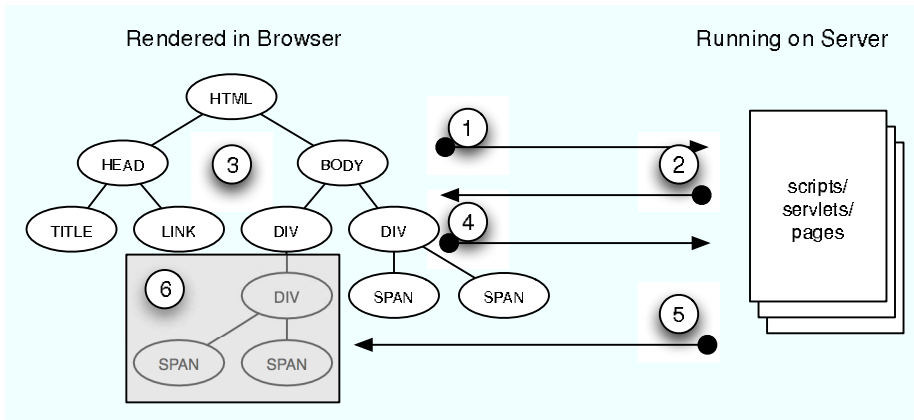 Rendered in Browser
Running on Server
HTML
1
HEAD
3
BODY
2
scripts/
servlets/
pages
TITLE
LINK
DIV
DIV
4
6
DIV
SPAN
SPAN
5
SPAN
SPAN